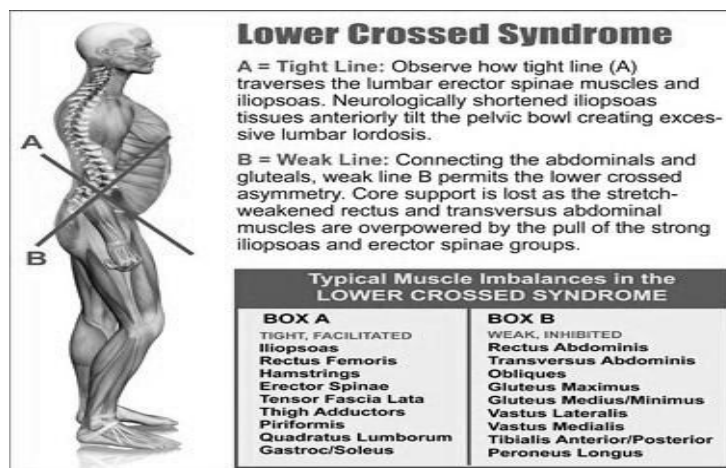 Lower Crossed Syndrome
A = Tight Line: Observe how tight line (A)
traverses the lumbar erector spinae muscles and
iliopsoas. Neurologically shortened iliopsoas
tissues anteriorly tilt the pelvic bowl creating exces-
sive lumbar lordosis.
B = Weak Line: Connecting the abdominals and
gluteals, weak line B permits the lower crossed
asymmetry. Core support is lost as the stretch-
weakened rectus and transversus abdominal
muscles are overpowered by the pull of the strong
iliopsoas and erector spinae groups.
A
B
Typical Muscle Imbalances in the
LOWER CROSSED SYNDROME
BOX A
TIGHT, FACILITATED
Iliopsoas
Rectus Femoris
Hamstrings
Erector Spinae
Tensor Fascia Lata
Thigh Adductors
Piriformis
Quadratus Lumborum
Gastroc/Soleus
BOX B
WEAK, INHIBITED
Rectus Abdominis
Transversus Abdominis
Obliques
Gluteus Maximus
Gluteus Medius/Minimus
Vastus Lateralis
Vastus Medialis
Tibialis Anterior/Posterior
Peroneus Longus